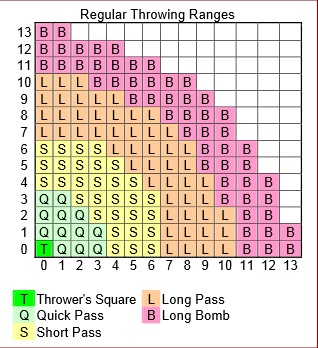 Regular Throwing Ranges
13 B B
12 B B B B B
11 B B B B B B B
10 L L L B B B B B B
9 L L L L L B B B B B
8 L L L L L L L B B B B
7 L L L L L L L L B B B
6 S S S S L L L L L B B B
5 S S S S S L L L L B B B
4 S S S S S S L L L L B B B
3 Q Q S S S S S L L L B B B
2 Q Q Q S S S S L L L L B B
1 Q Q Q Q S S S L L L L B B B
0 T Q Q Q S S S L L L L B B B
0 1 2 3 4 5 6 7 8 9 10 11 12 13
T Thrower's Square L Long Pass
Q Quick Pass B Long Bomb
S Short Pass